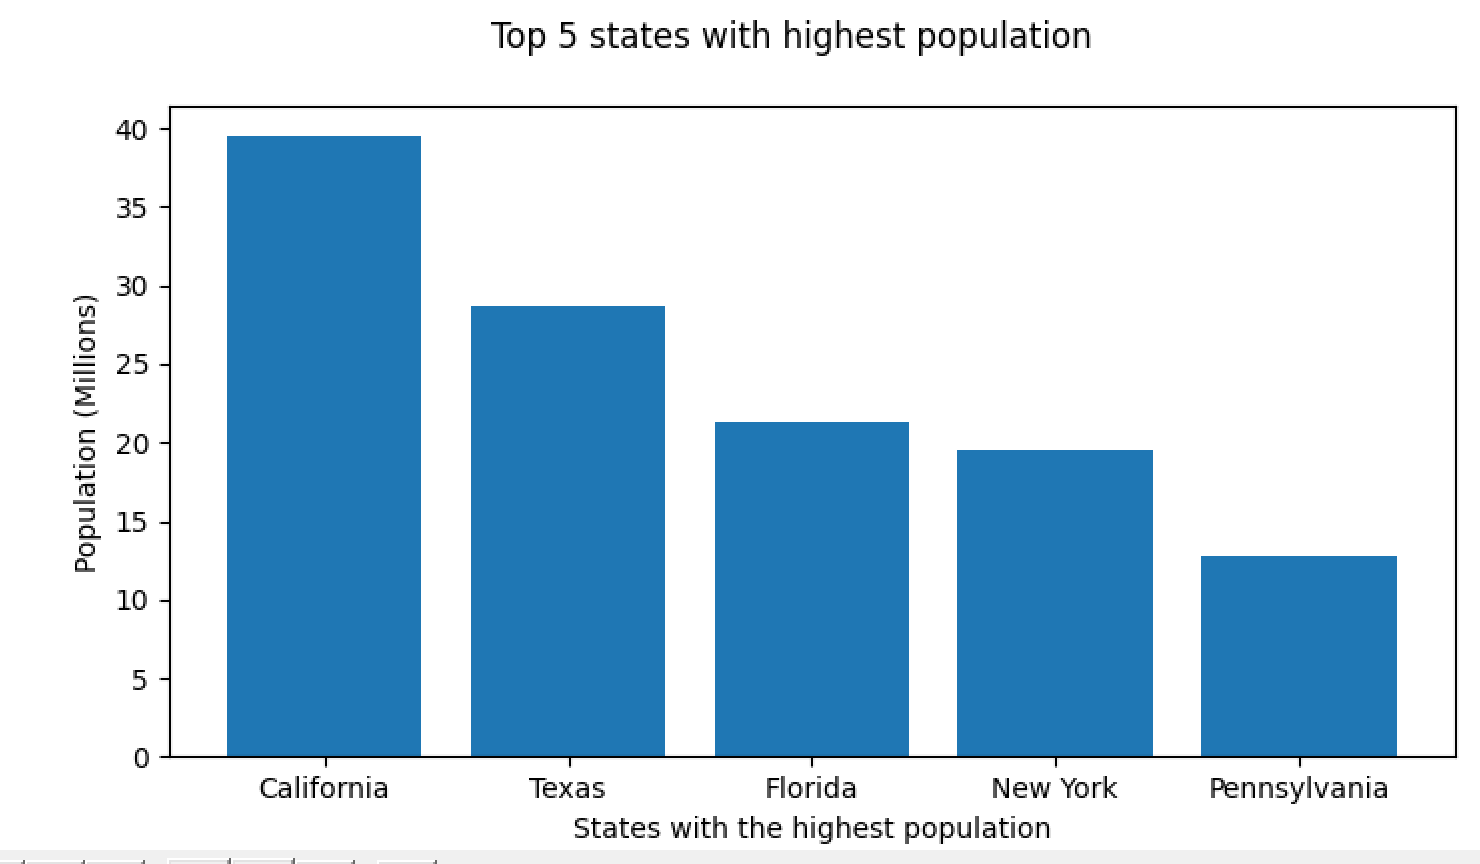 Top 5 states with highest population
40
35
30
25
20
15
10
5
0
Population (Millions)
California Texas Florida New York Pennsylvania
States with the highest population